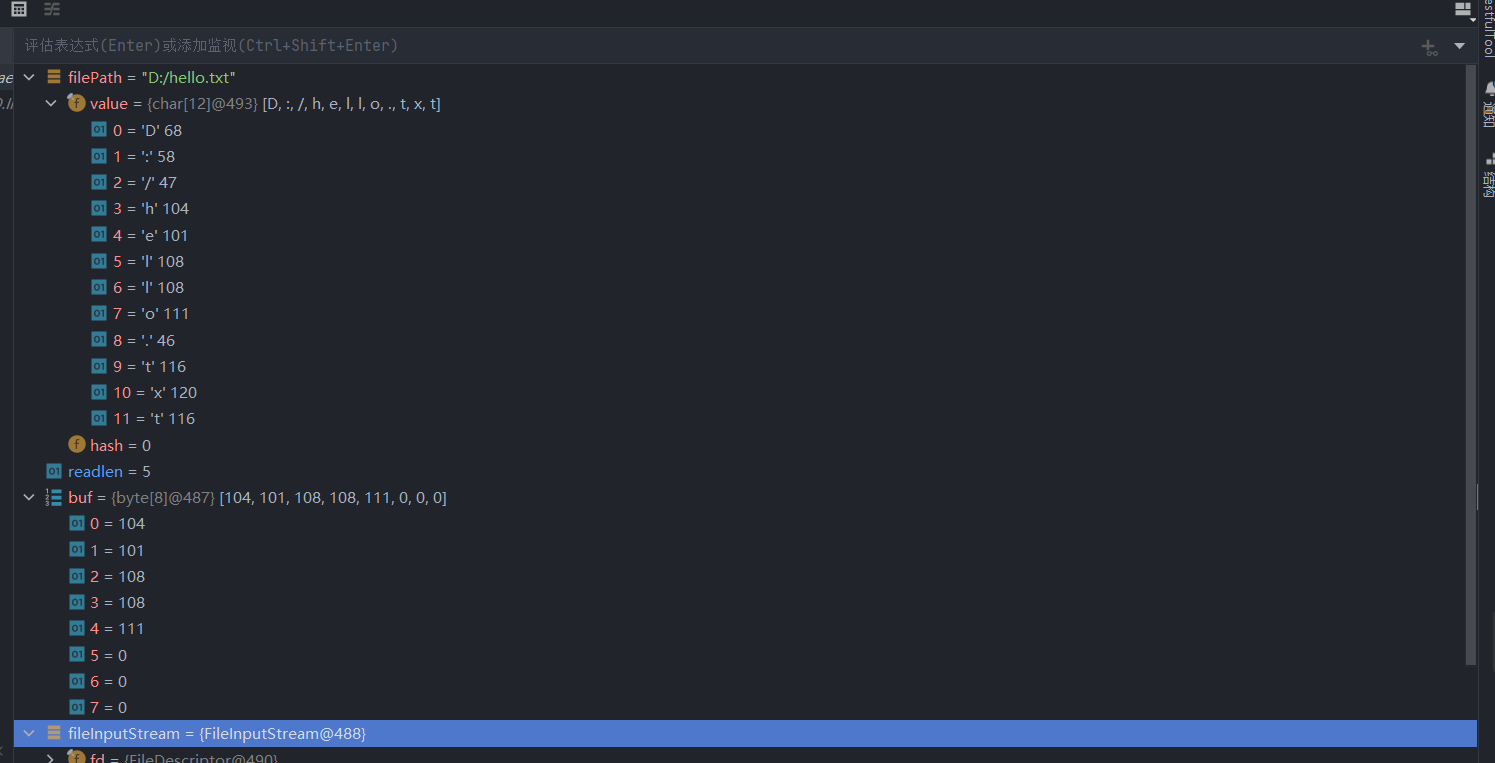 评估表达式(Enter)或添加监视(Ctrl+Shift+Enter)
filePath = "D:/hello.txt"
value = {char[12]@493} [D, :, /, h, e, l, l, o, ., t, x, t]
0 = 'D' 68
1 = ':' 58
2 = '/' 47
3 = 'h' 104
4 = 'e' 101
5 = 'l' 108
6 = 'l' 108
7 = 'o' 111
8 = '.' 46
9 = 't' 116
10 = 'x' 120
11 = 't' 116
hash = 0
readlen = 5
buf = {byte[8]@487} [104, 101, 108, 108, 111, 0, 0, 0]
0 = 104
1 = 101
2 = 108
3 = 108
4 = 111
5 = 0
6 = 0
7 = 0
fileInputStream = {FileInputStream@488}
fd = {FileDescriptor@490}
estfulTool
通知
结构